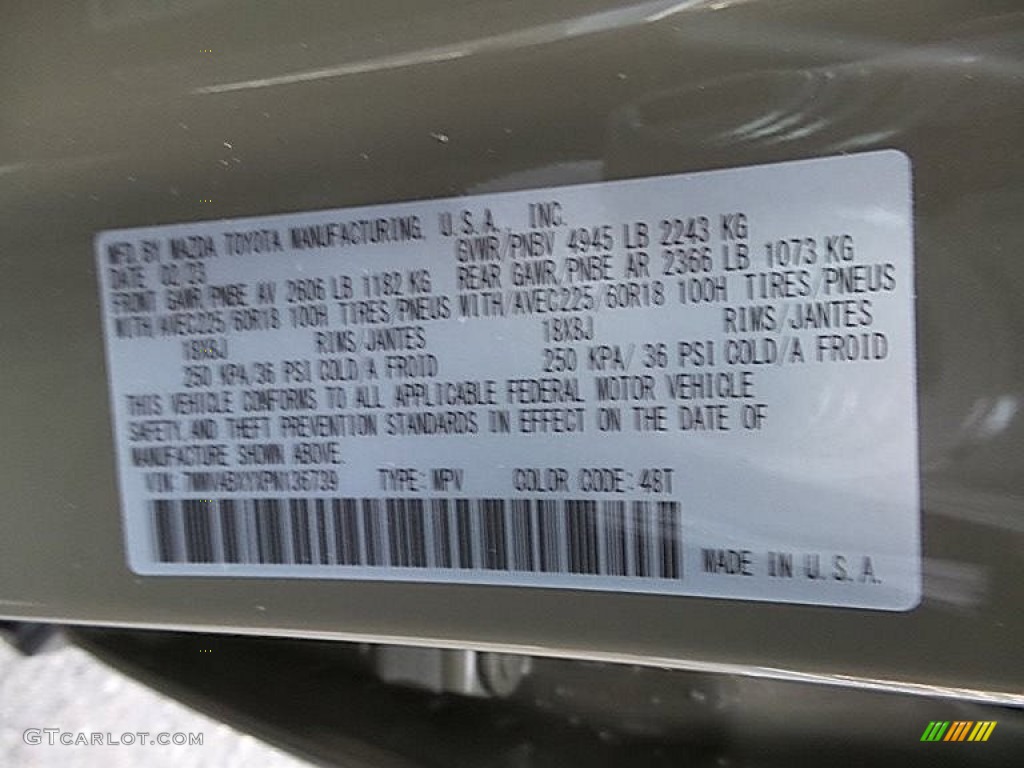 MFD BY MAZDA TOYOTA MANUFACTURING, U.S.A. INC.
DATE 02/23 GVWR/PNBV 4945 LB 2243 KG
FRONT GAWR/PNBE AV 2606 LB 1182 KG REAR GAWR/PNBE AR 2366 LB 1073 KG
WITH/AVEC225/60R18 100H TIRES/PNEUS WITH/AVEC225/60R18 100H TIRES/PNEUS
18X8J RIMS/JANTES 18X8J RIMS/JANTES
250 KPA/36 PSI COLD/A FROID 250 KPA/ 36 PSI COLD/A FROID
THIS VEHICLE CONFORMS TO ALL APPLICABLE FEDERAL MOTOR VEHICLE
SAFETY AND THEFT PREVENTION STANDARDS IN EFFECT ON THE DATE OF
MANUFACTURE SHOWN ABOVE.
VIN: TYPE: MPV COLOR CODE: 48T
MADE IN U.S.A.
GTCARLOT.COM